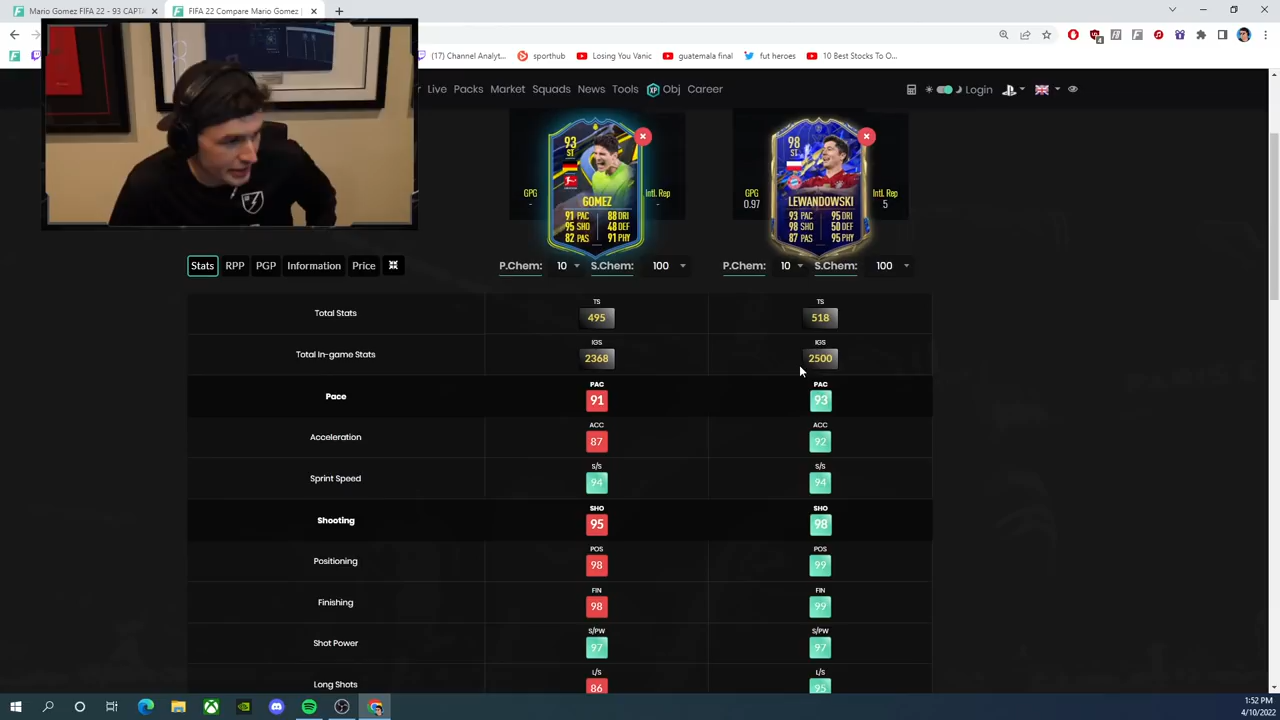 Mario Gomez FIFA 22 - 93 CAPTA
FIFA 22 Compare Mario Gomez |
(17) Channel Analyt...
sporthub
Losing You Vanic
guatemala final
fut heroes
10 Best Stocks To O...
Live Packs Market Squads News Tools XP Obj Career
Login
93
ST
GOMEZ
91 PAC 88 DRI
95 SHO 48 DEF
82 PAS 91 PHY
GPG
-
Intl. Rep
-
98
ST
LEWANDOWSKI
93 PAC 95 DRI
98 SHO 50 DEF
87 PAS 95 PHY
GPG
0.97
Intl. Rep
5
Stats RPP PGP Information Price
P.Chem: 10 S.Chem: 100
P.Chem: 10 S.Chem: 100
TS TS
Total Stats 495 518
IGS IGS
Total In-game Stats 2368 2500
PAC PAC
Pace 91 93
ACC ACC
Acceleration 87 92
S/S S/S
Sprint Speed 94 94
SHO SHO
Shooting 95 98
POS POS
Positioning 98 99
FIN FIN
Finishing 98 99
S/PW S/PW
Shot Power 97 97
L/S L/S
Long Shots 86 95
1:52 PM
4/10/2022